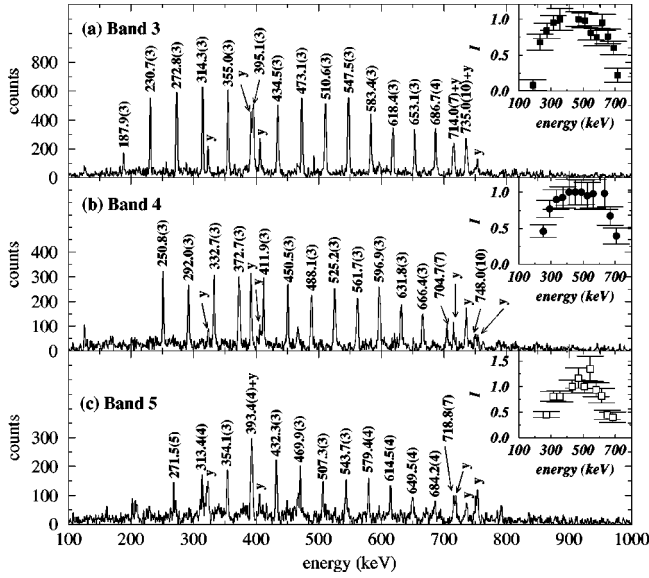 (a) Band 3
counts
800
600
400
200
0
187.9(3)
230.7(3)
272.8(3)
314.3(3)
y
355.0(3)
y
395.1(3)
y
434.5(3)
473.1(3)
510.6(3)
547.5(3)
583.4(3)
618.4(3)
653.1(3)
686.7(4)
714.0(7)+y
735.0(10)+y
y
I
1.0
0.5
0.0
100 300 500 700
energy (keV)
(b) Band 4
counts
400
300
200
100
0
250.8(3)
292.0(3)
y
332.7(3)
372.7(3)
y
y
411.9(3)
450.5(3)
488.1(3)
525.2(3)
561.7(3)
596.9(3)
631.8(3)
666.4(3)
704.7(7)
y
y
748.0(10)
y
I
1.0
0.5
0.0
100 300 500 700
energy (keV)
(c) Band 5
counts
300
200
100
0
271.5(5)
313.4(4)
y
354.1(3)
393.4(4)+y
y
432.3(3)
469.9(3)
507.3(3)
543.7(3)
579.4(4)
614.5(4)
649.5(4)
684.2(4)
718.8(7)
y
y
y
I
1.5
1.0
0.5
0.0
100 300 500 700
energy (keV)
100 200 300 400 500 600 700 800 900 1000
energy (keV)